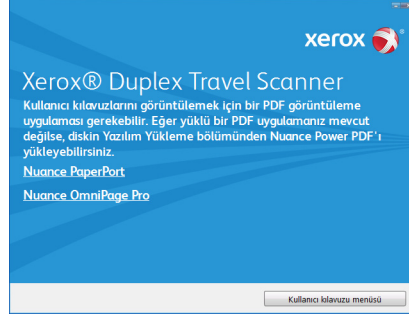 xerox
Xerox® Duplex Travel Scanner
Kullanıcı kılavuzlarını görüntülemek için bir PDF görüntüleme
uygulaması gerekebilir. Eğer yüklü bir PDF uygulamanız mevcut
değilse, diskin Yazılım Yükleme bölümünden Nuance Power PDF'ı
yükleyebilirsiniz.
Nuance PaperPort
Nuance OmniPage Pro
Kullanıcı kılavuzu menüsü